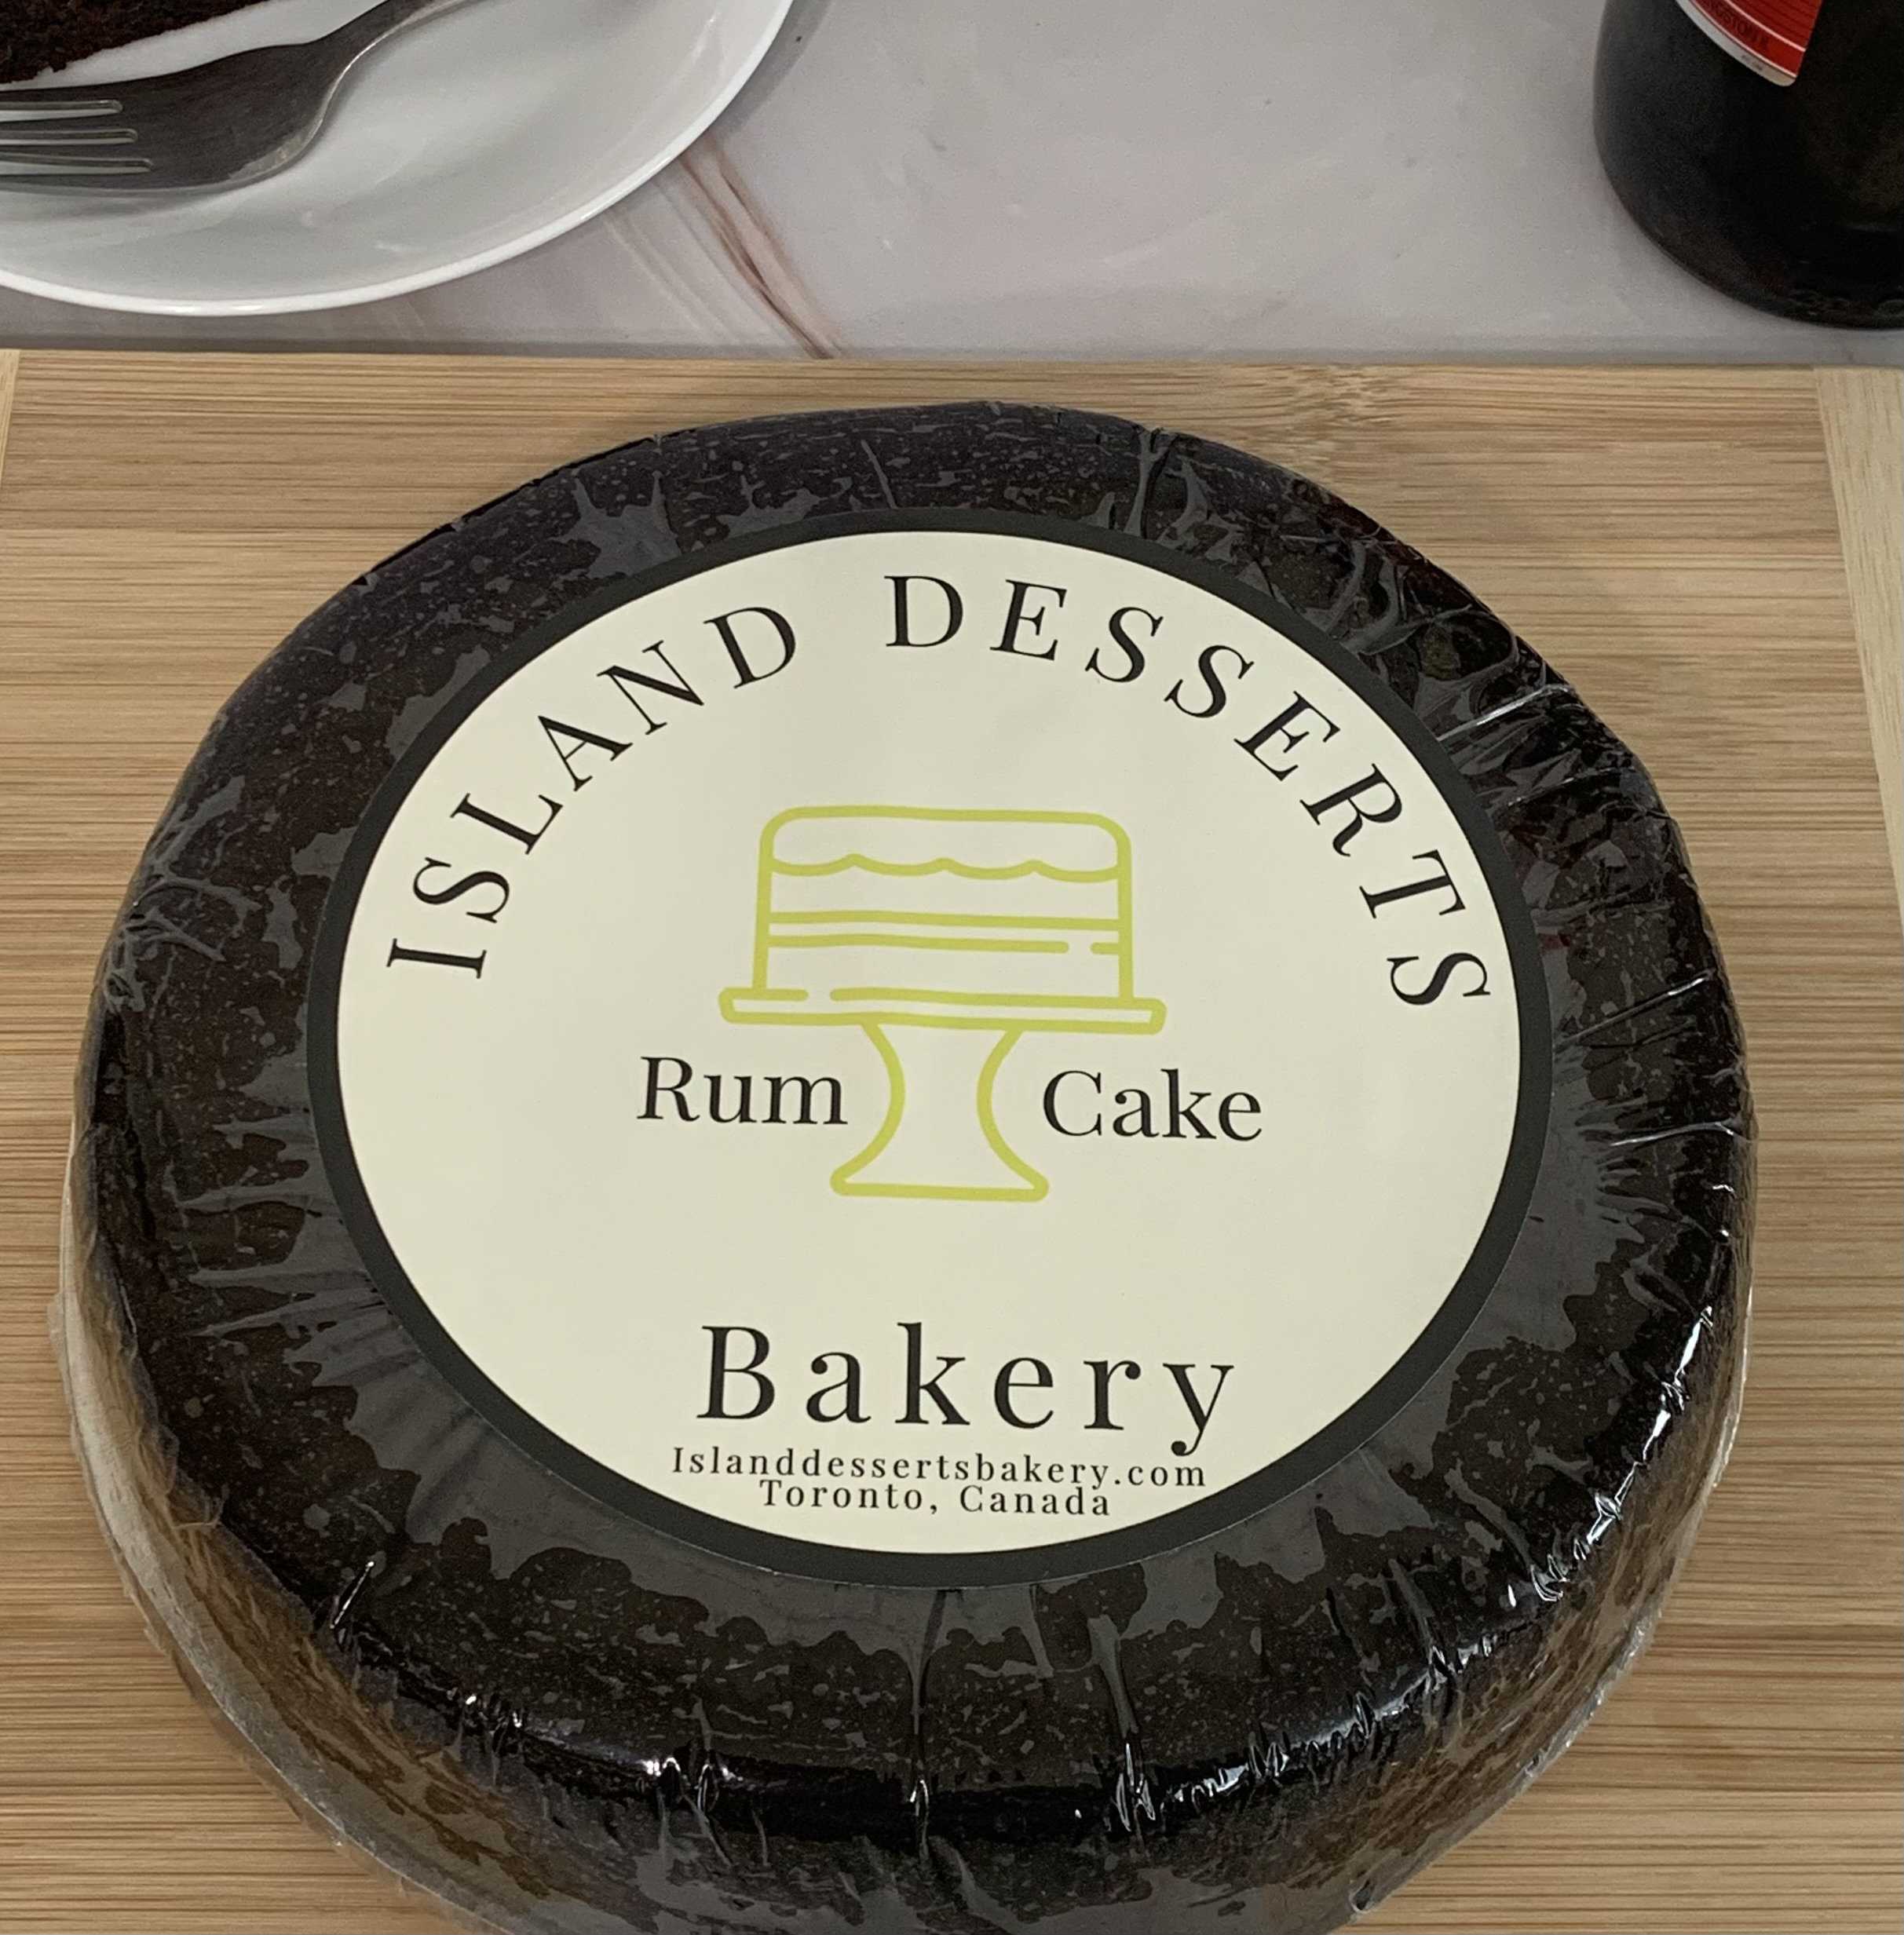 ISLAND DESSERTS
Rum Cake
Bakery
Islanddessertsbakery.com
Toronto, Canada